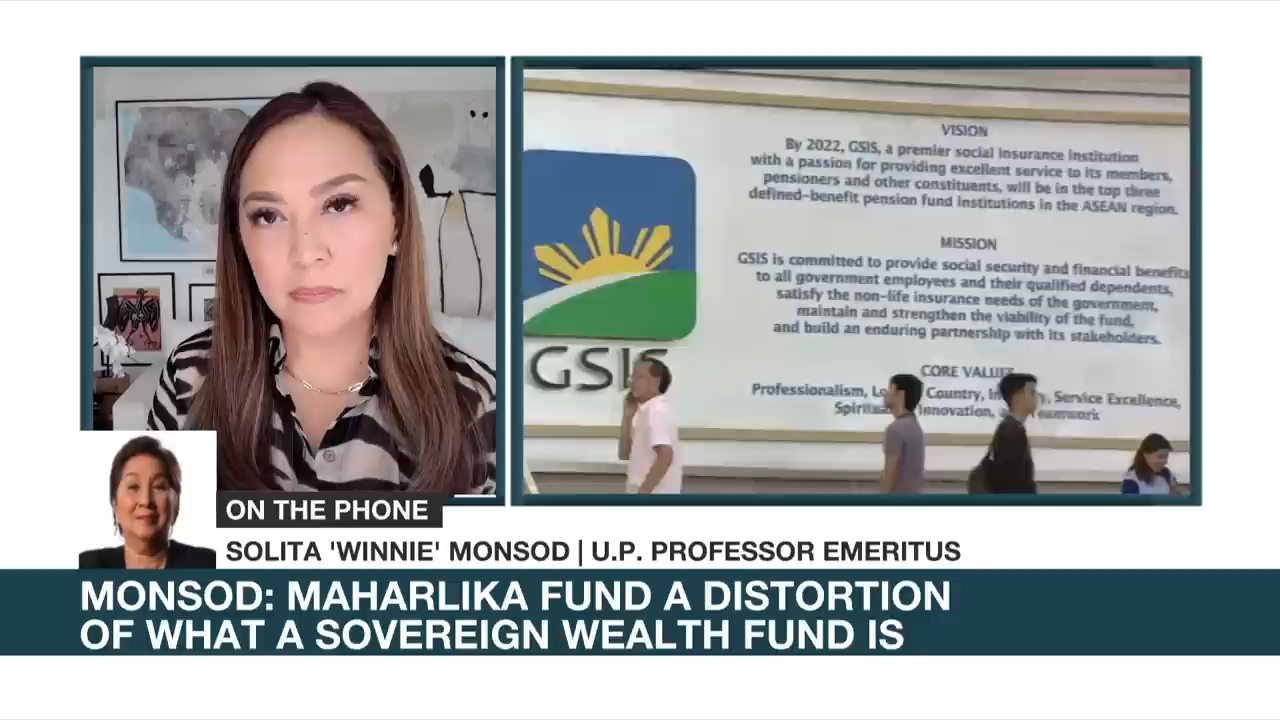 VISION
By 2022, GSIS, a premier social insurance institution
with a passion for providing excellent service to its members,
pensioners and other constituents, will be in the top three
defined-benefit pension fund institutions in the ASEAN region.
MISSION
GSIS is committed to provide social security and financial benefits
to all government employees and their qualified dependents,
satisfy the non-life insurance needs of the government,
maintain and strengthen the viability of the fund,
and build an enduring partnership with its stakeholders.
GSIS
CORE VALUES
Professionalism, Country, Service Excellence,
Innovation,
ON THE PHONE
SOLITA 'WINNIE' MONSOD | U.P. PROFESSOR EMERITUS
MONSOD: MAHARLIKA FUND A DISTORTION
OF WHAT A SOVEREIGN WEALTH FUND IS